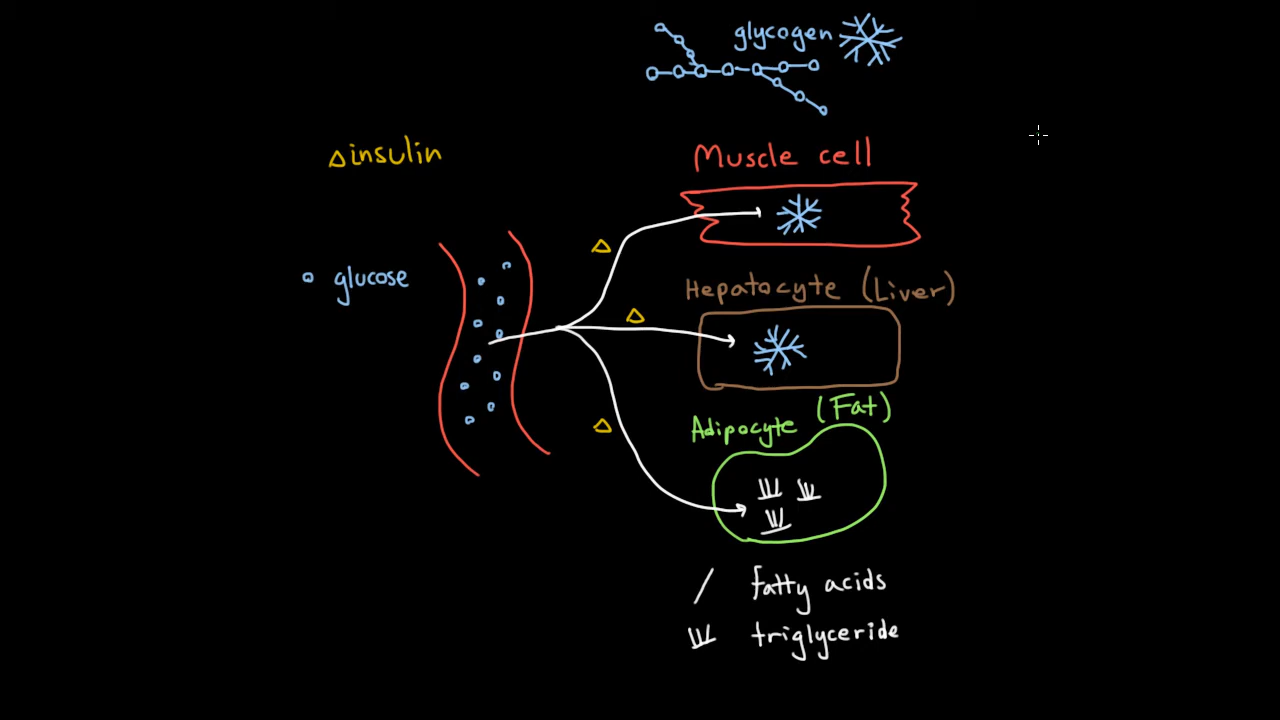 glycogen
△insulin
Muscle cell
glucose
Hepatocyte (Liver)
Adipocyte (Fat)
fatty acids
triglyceride